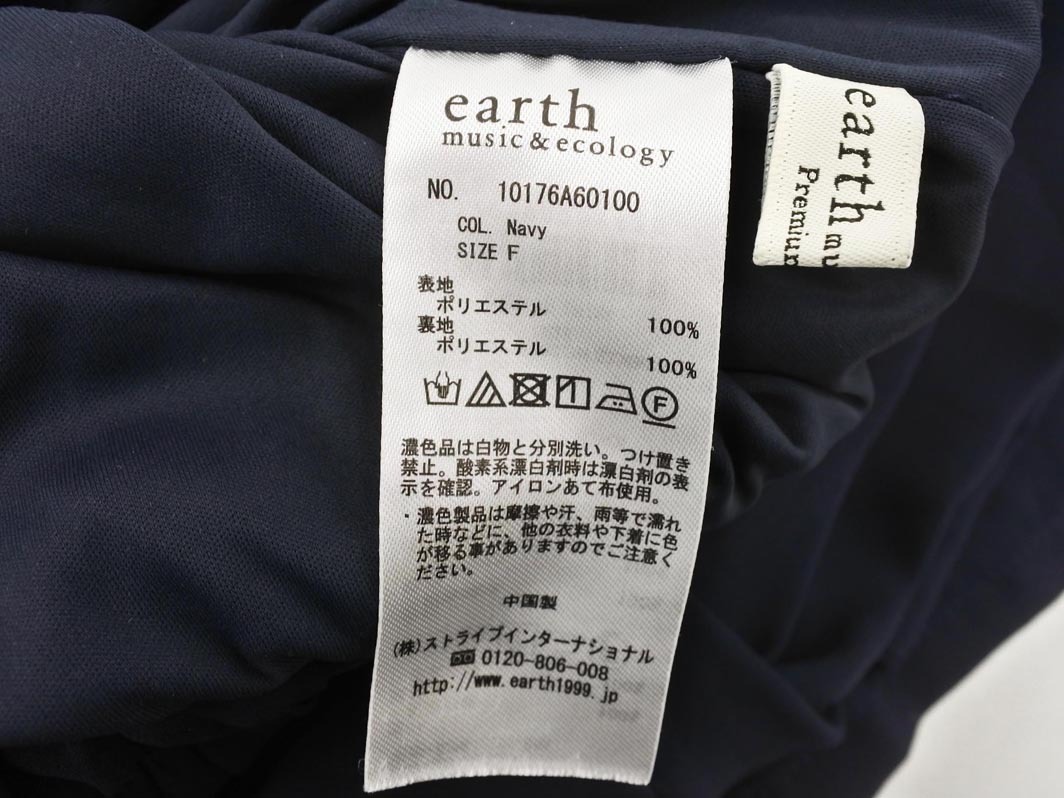 earth
music&ecology
NO. 10176A60100
COL. Navy
SIZE F
表地
ポリエステル 100%
裏地
ポリエステル 100%
F
濃色品は白物と分別洗い。つけ置き
禁止。酸素系漂白剤時は漂白剤の表
示を確認。アイロンあて布使用。
・濃色製品は摩擦や汗、雨等で濡れ
た時などに、他の衣料や下着に色
が移る事がありますのでご注意く
ださい。
中国製
(株)ストライプインターナショナル
0120-806-008
http://www.earth1999.jp
earth mu
Premium